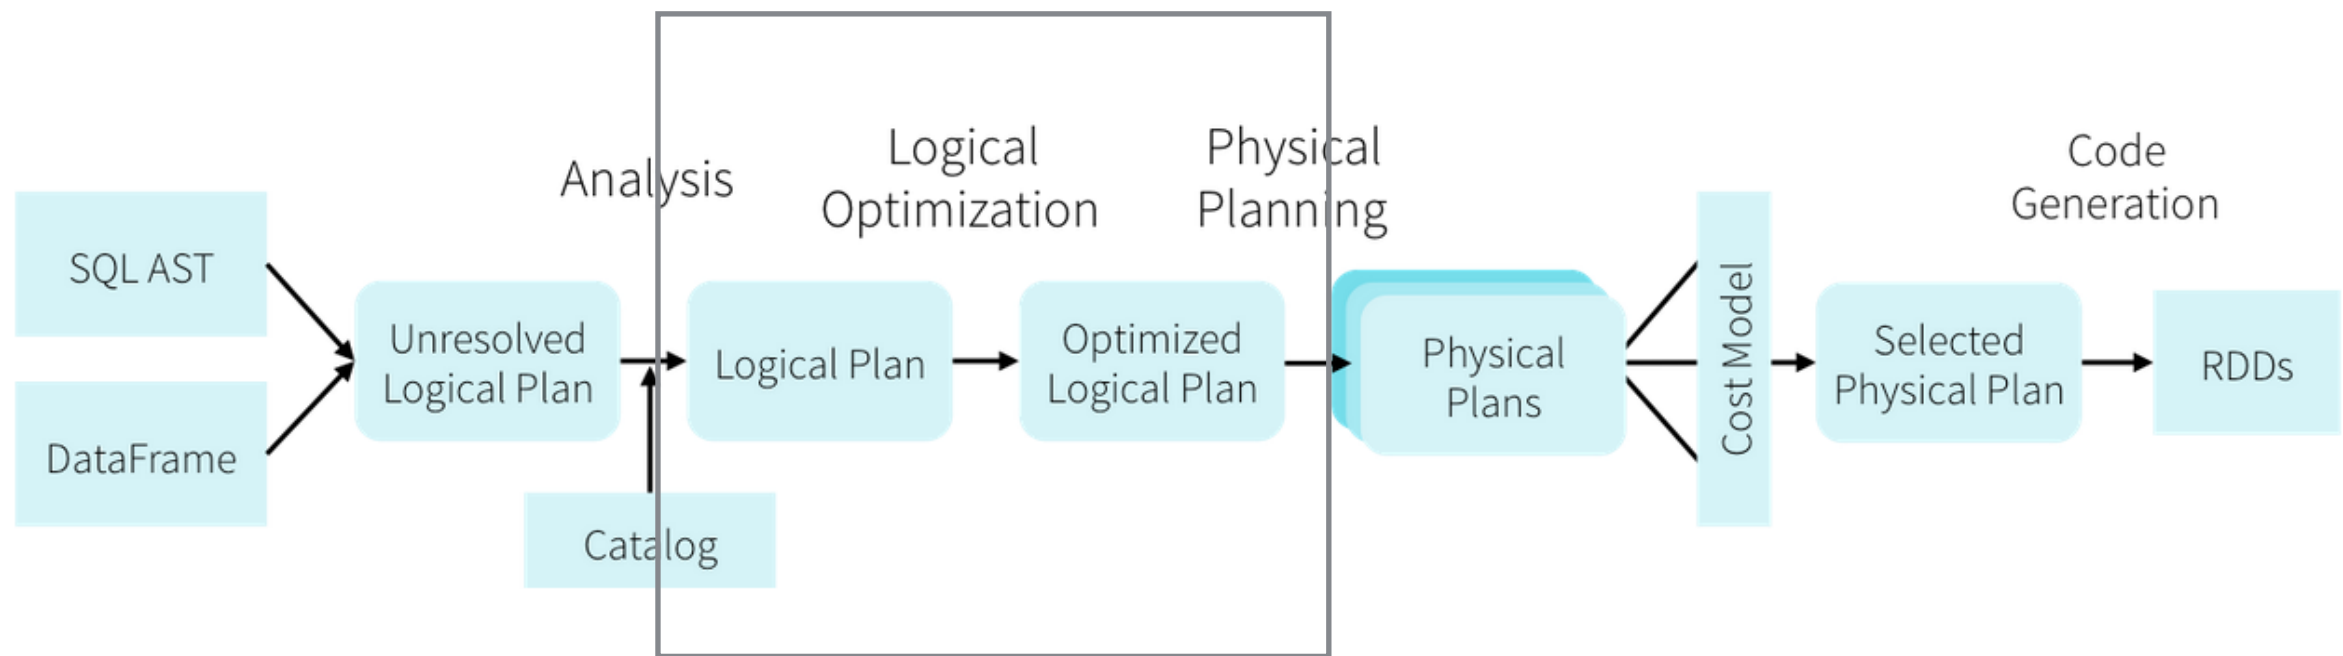 Analysis
Logical
Optimization
Physical
Planning
Code
Generation
SQL AST
DataFrame
Unresolved
Logical Plan
Catalog
Logical Plan
Optimized
Logical Plan
Physical
Plans
Cost Model
Selected
Physical Plan
RDDs